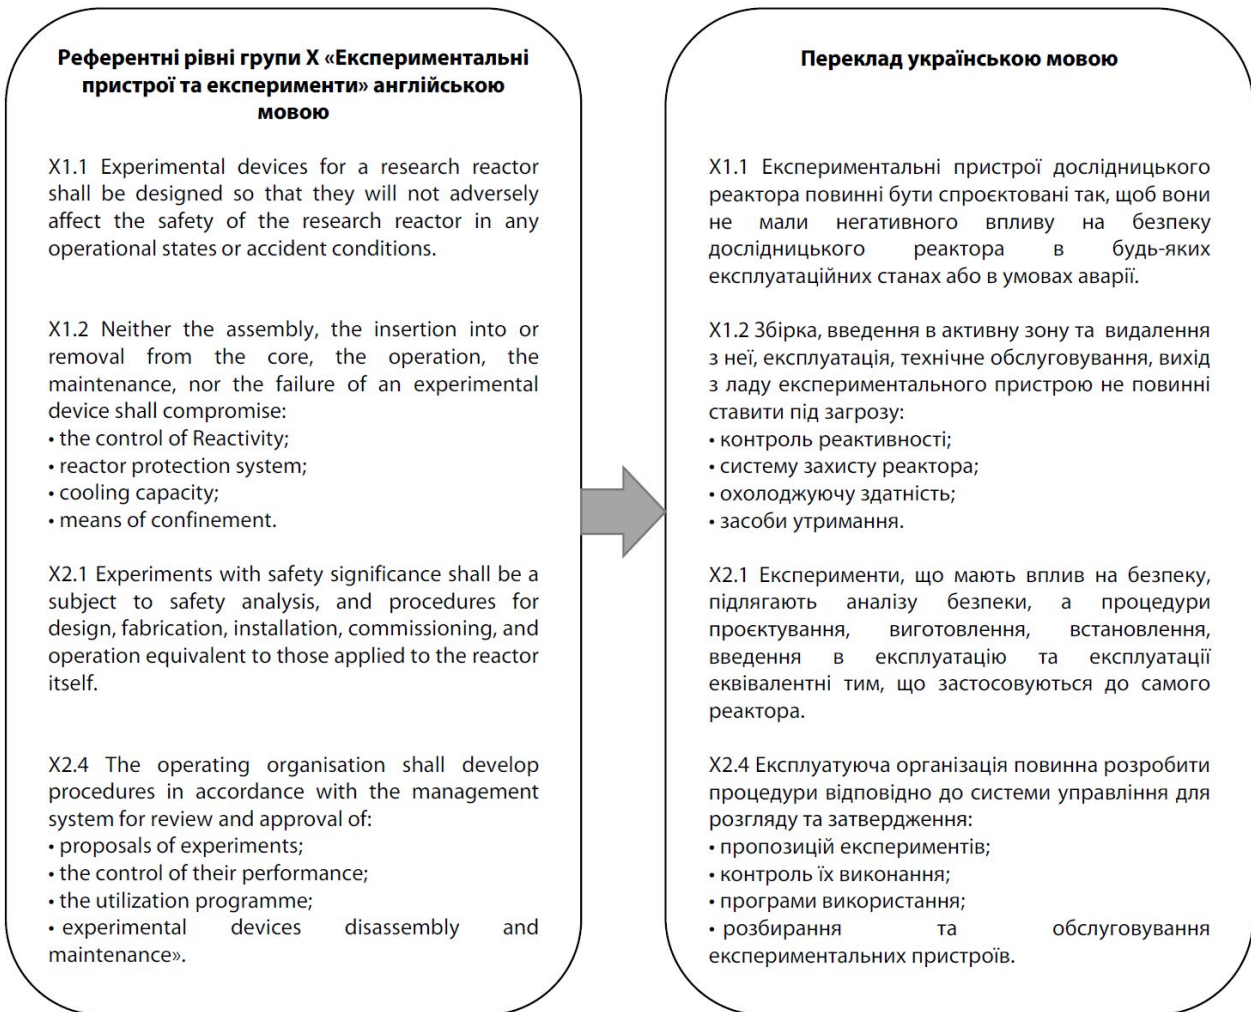 Референтні рівні групи X «Експериментальні
пристрої та експерименти» англійською
мовою
X1.1 Experimental devices for a research reactor
shall be designed so that they will not adversely
affect the safety of the research reactor in any
operational states or accident conditions.
X1.2 Neither the assembly, the insertion into or
removal from the core, the operation, the
maintenance, nor the failure of an experimental
device shall compromise:
• the control of Reactivity;
• reactor protection system;
• cooling capacity;
• means of confinement.
X2.1 Experiments with safety significance shall be a
subject to safety analysis, and procedures for
design, fabrication, installation, commissioning, and
operation equivalent to those applied to the reactor
itself.
X2.4 The operating organisation shall develop
procedures in accordance with the management
system for review and approval of:
• proposals of experiments;
• the control of their performance;
• the utilization programme;
• experimental devices disassembly and
maintenance».
Переклад українською мовою
X1.1 Експериментальні пристрої дослідницького
реактора повинні бути спроєктовані так, щоб вони
не мали негативного впливу на безпеку
дослідницького реактора в будь-яких
експлуатаційних станах або в умовах аварії.
X1.2 Збірка, введення в активну зону та видалення
з неї, експлуатація, технічне обслуговування, вихід
з ладу експериментального пристрою не повинні
ставити під загрозу:
• контроль реактивності;
• систему захисту реактора;
• охолоджуючу здатність;
• засоби утримання.
X2.1 Експерименти, що мають вплив на безпеку,
підлягають аналізу безпеки, а процедури
проєктування, виготовлення, встановлення,
введення в експлуатацію та експлуатації
еквівалентні тим, що застосовуються до самого
реактора.
X2.4 Експлуатуюча організація повинна розробити
процедури відповідно до системи управління для
розгляду та затвердження:
• пропозицій експериментів;
• контроль їх виконання;
• програми використання;
• розбирання та обслуговування
експериментальних пристроїв.